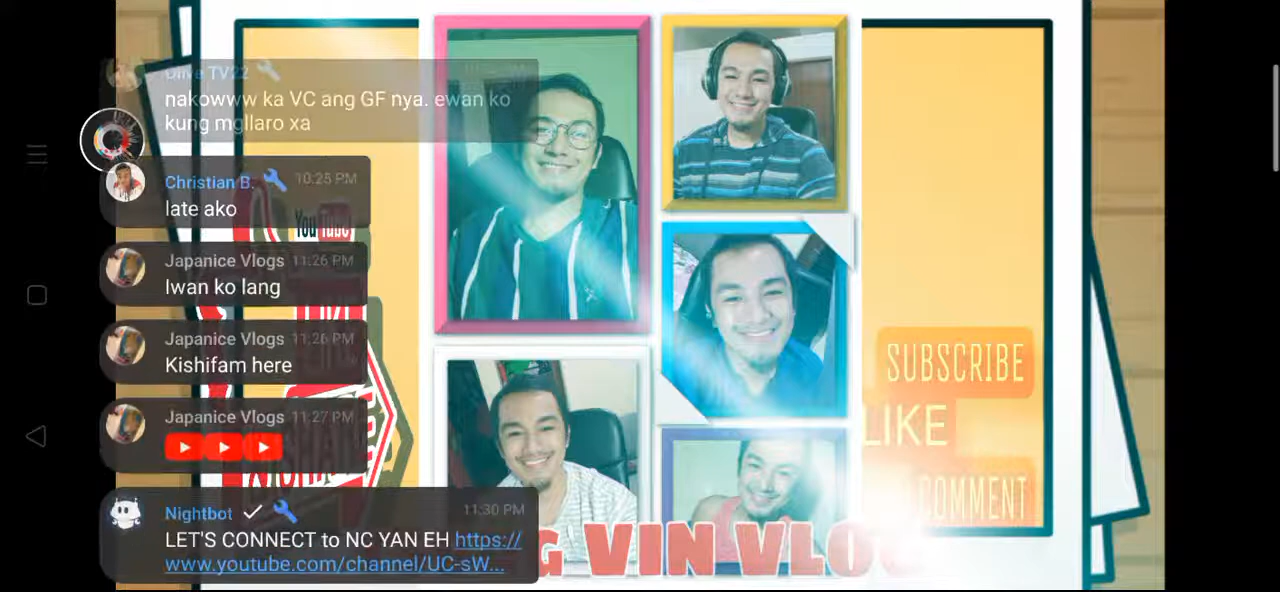 Olive TV22
nakowww ka VC ang GF nya. ewan ko
kung mgllaro xa
Christian B. 10:25 PM
late ako
YouTube
Japanice Vlogs 11:26 PM
Iwan ko lang
Japanice Vlogs 11:26 PM
Kishifam here
Japanice Vlogs 11:27 PM
Nightbot 11:30 PM
LET'S CONNECT to NC YAN EH https://
www.youtube.com/channel/UC-sW...
SUBSCRIBE
LIKE
COMMENT
G VIN VLOG